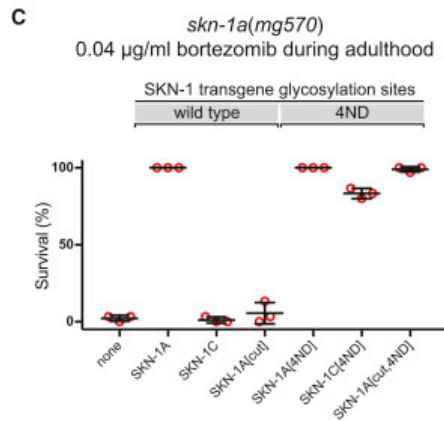 C
skn-1a(mg570)
0.04 µg/ml bortezomib during adulthood
SKN-1 transgene glycosylation sites
wild type 4ND
Survival (%)
100
50
0
none
SKN-1A
SKN-1C
SKN-1A[cut]
SKN-1A[4ND]
SKN-1C[4ND]
SKN-1A[cut,4ND]